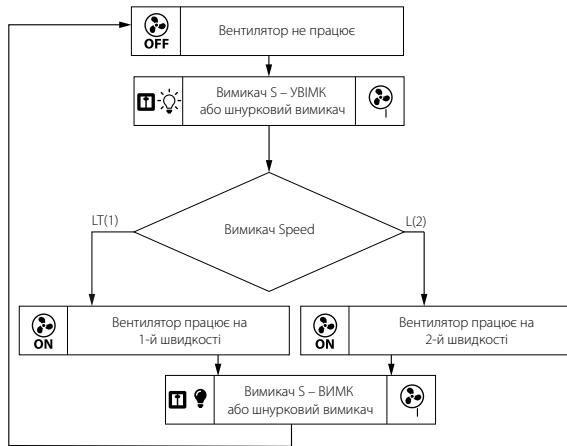 OFF
Вентилятор не працює
Вимикач S – УВІМК
або шнурковий вимикач
LT(1)
Вимикач Speed
L(2)
ON
Вентилятор працює на
1-й швидкості
ON
Вентилятор працює на
2-й швидкості
Вимикач S – ВИМК
або шнурковий вимикач